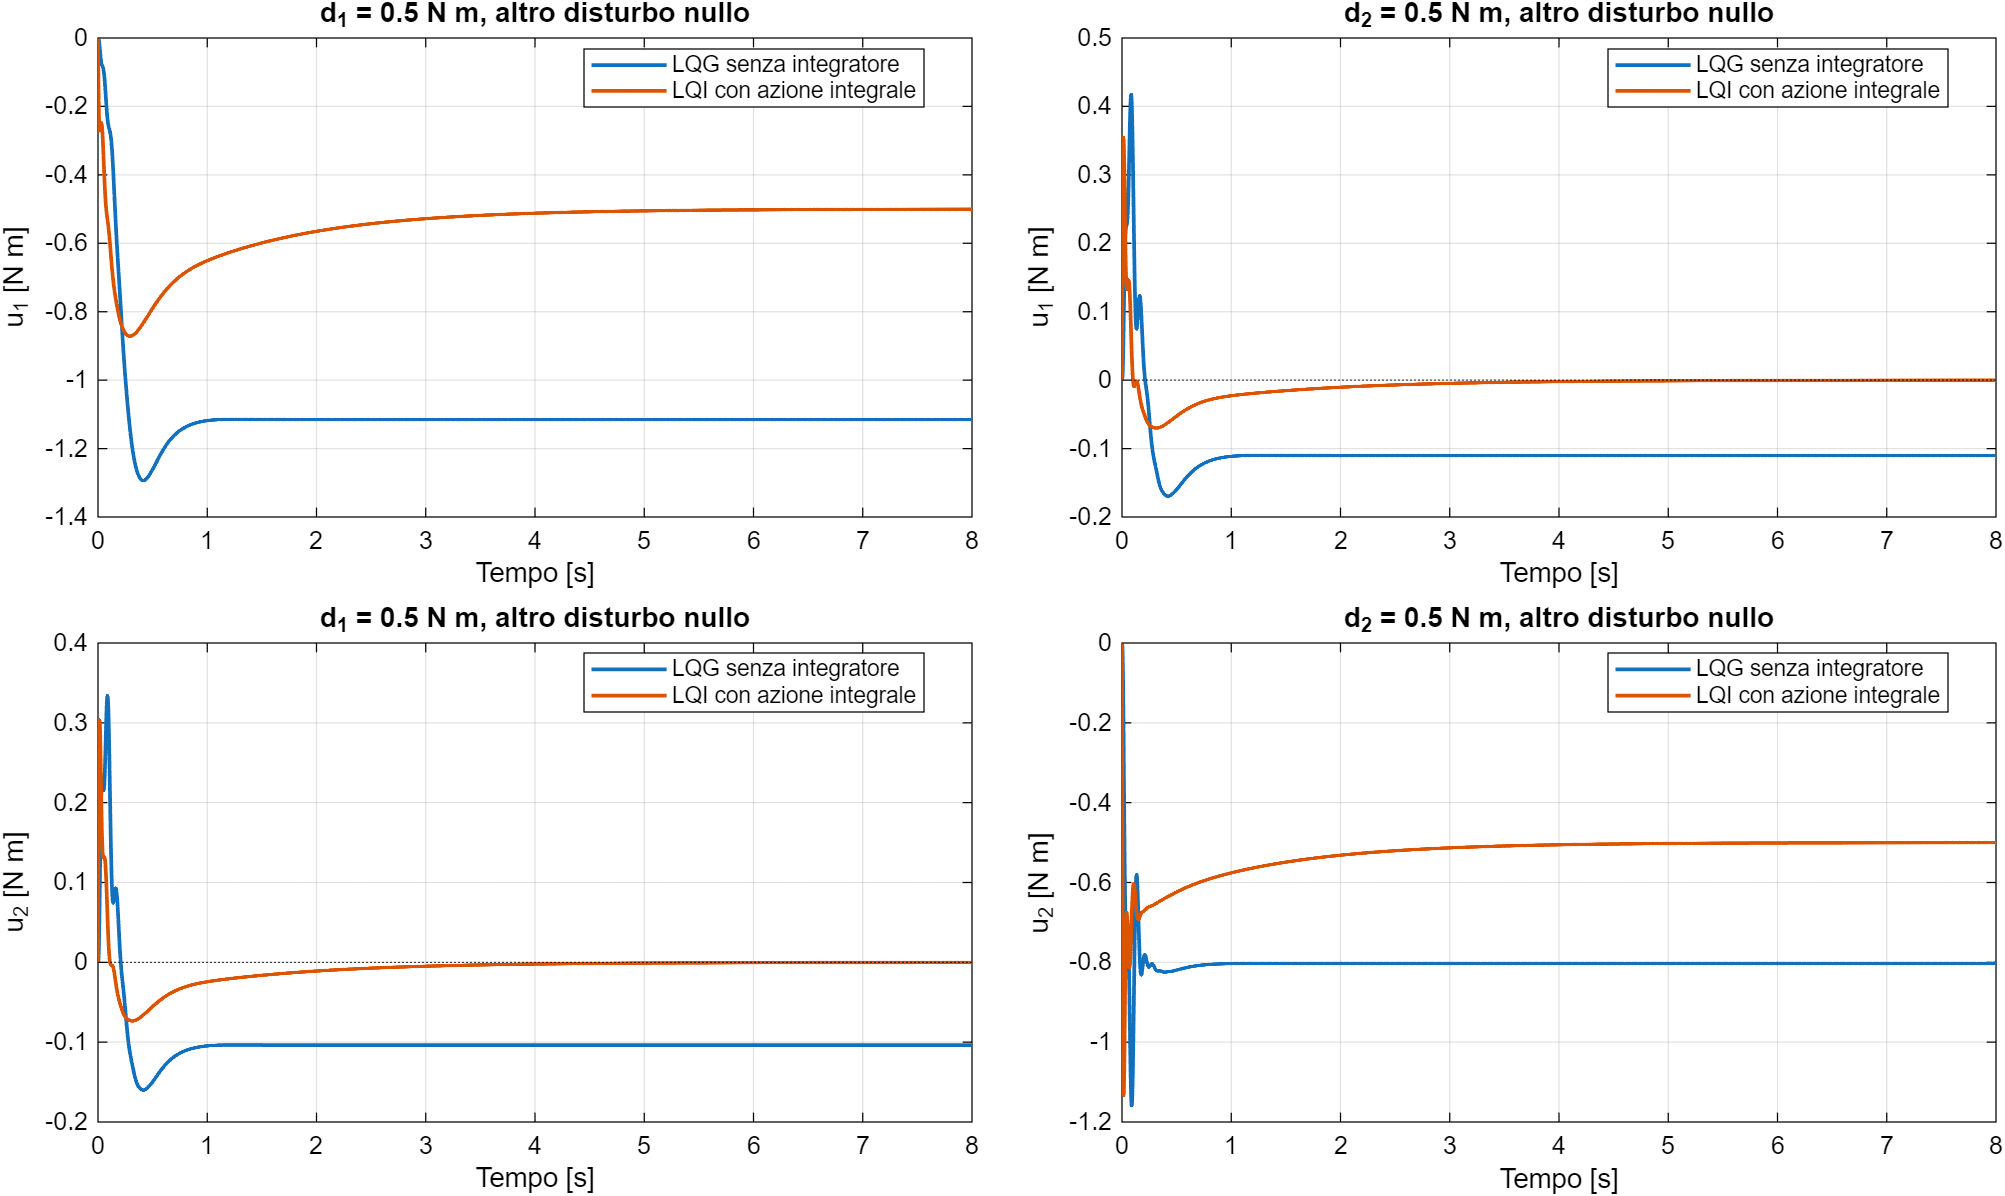 d1 = 0.5 N m, altro disturbo nullo
0
-0.2
-0.4
-0.6
-0.8
-1
-1.2
-1.4
u1 [N m]
LQG senza integratore
LQI con azione integrale
0 1 2 3 4 5 6 7 8
Tempo [s]
d2 = 0.5 N m, altro disturbo nullo
0.5
0.4
0.3
0.2
0.1
0
-0.1
-0.2
u1 [N m]
LQG senza integratore
LQI con azione integrale
0 1 2 3 4 5 6 7 8
Tempo [s]
d1 = 0.5 N m, altro disturbo nullo
0.4
0.3
0.2
0.1
0
-0.1
-0.2
u2 [N m]
LQG senza integratore
LQI con azione integrale
0 1 2 3 4 5 6 7 8
Tempo [s]
d2 = 0.5 N m, altro disturbo nullo
0
-0.2
-0.4
-0.6
-0.8
-1
-1.2
u2 [N m]
LQG senza integratore
LQI con azione integrale
0 1 2 3 4 5 6 7 8
Tempo [s]